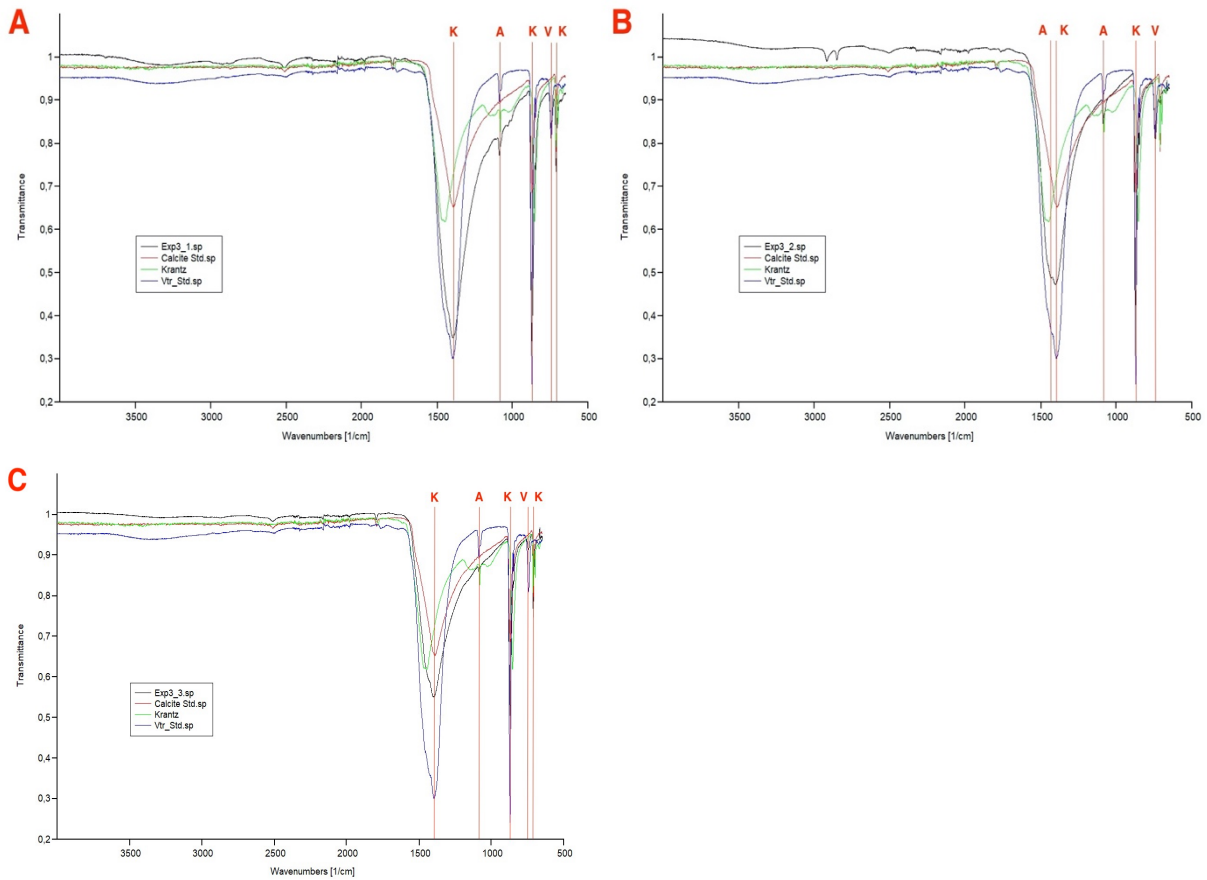 A
K A K V K
Transmittance
1
0,9
0,8
0,7
0,6
0,5
0,4
0,3
0,2
Exp3_1.sp
Calcite Std.sp
Krantz
Vtr_Std.sp
3500 3000 2500 2000 1500 1000 500
Wavenumbers [1/cm]
B
A K A K V
Transmittance
1
0,9
0,8
0,7
0,6
0,5
0,4
0,3
0,2
Exp3_2.sp
Calcite Std.sp
Krantz
Vtr_Std.sp
3500 3000 2500 2000 1500 1000 500
Wavenumbers [1/cm]
C
K A K V K
Transmittance
1
0,9
0,8
0,7
0,6
0,5
0,4
0,3
0,2
Exp3_3.sp
Calcite Std.sp
Krantz
Vtr_Std.sp
3500 3000 2500 2000 1500 1000 500
Wavenumbers [1/cm]